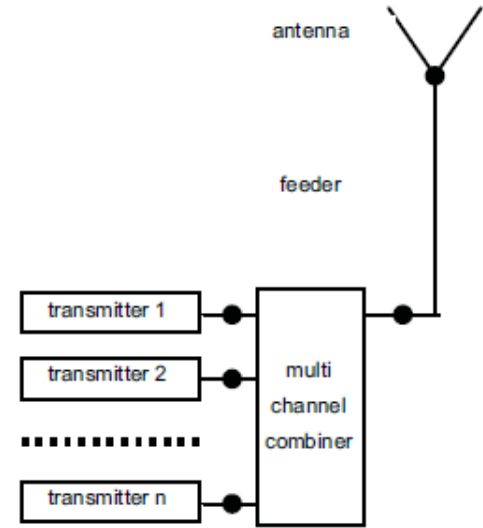 antenna
feeder
transmitter 1
transmitter 2
multi
channel
combiner
transmitter n